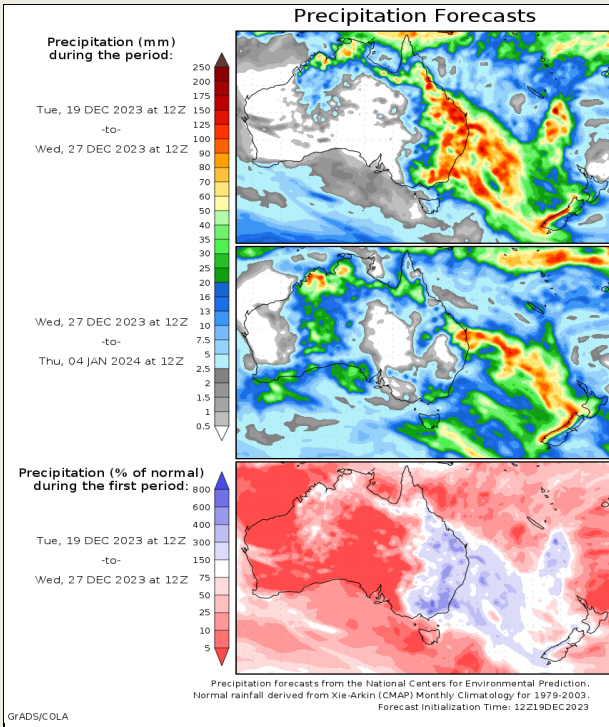 Precipitation Forecasts
Precipitation (mm)
during the period:
Tue, 19 DEC 2023 at 12Z
-to-
Wed, 27 DEC 2023 at 12Z
250
200
175
150
125
100
90
80
70
60
50
40
35
30
25
20
16
13
10
7.5
5
2.5
2
1.5
1
0.5
Wed, 27 DEC 2023 at 12Z
-to-
Thu, 04 JAN 2024 at 12Z
Precipitation (% of normal)
during the first period:
Tue, 19 DEC 2023 at 12Z
-to-
Wed, 27 DEC 2023 at 12Z
800
600
400
300
150
75
50
25
10
5
Precipitation forecasts from the National Centers for Environmental Prediction.
Normal rainfall derived from Xie-Arkin (CMAP) Monthly Climatology for 1979-2003.
Forecast Initialization Time: 12Z19DEC2023
GrADS/COLA